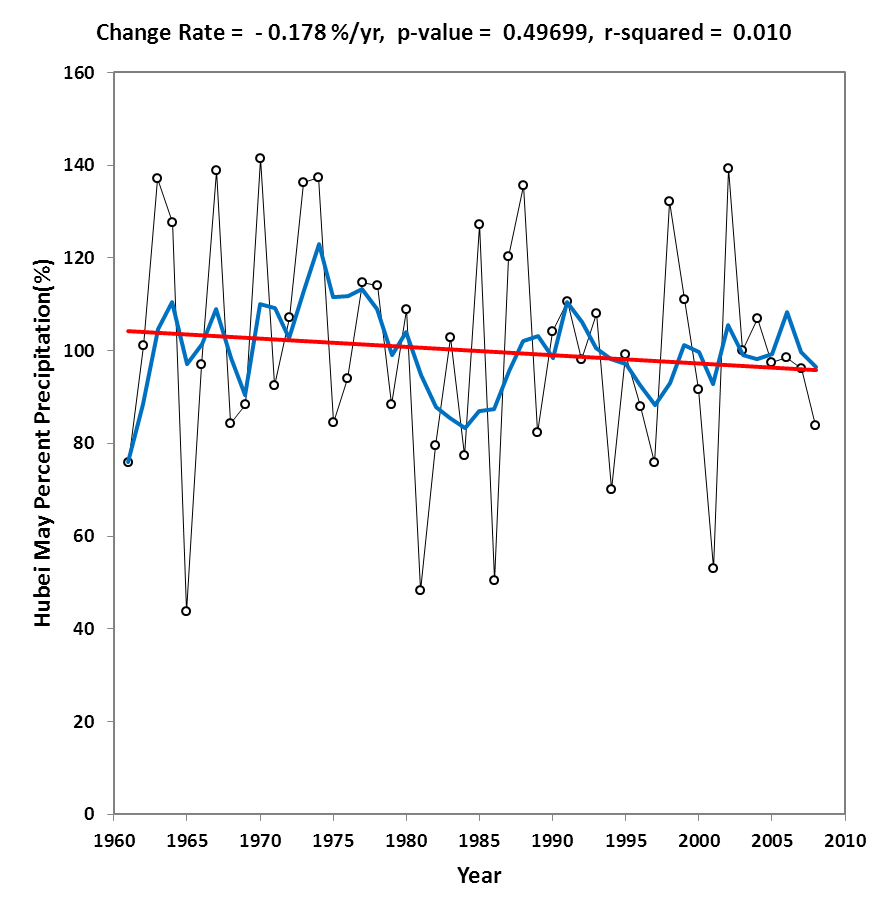 Change Rate = - 0.178 %/yr, p-value = 0.49699, r-squared = 0.010
Hubei May Percent Precipitation(%)
160
140
120
100
80
60
40
20
0
1960 1965 1970 1975 1980 1985 1990 1995 2000 2005 2010
Year